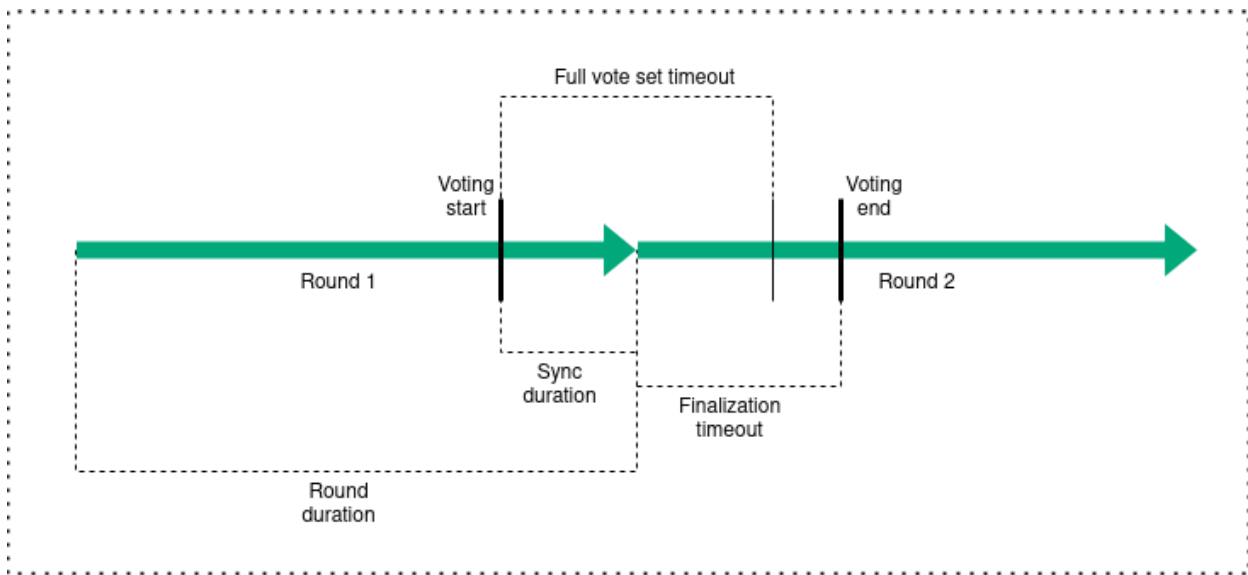 Full vote set timeout
Voting
start
Voting
end
Round 1
Round 2
Sync
duration
Finalization
timeout
Round
duration